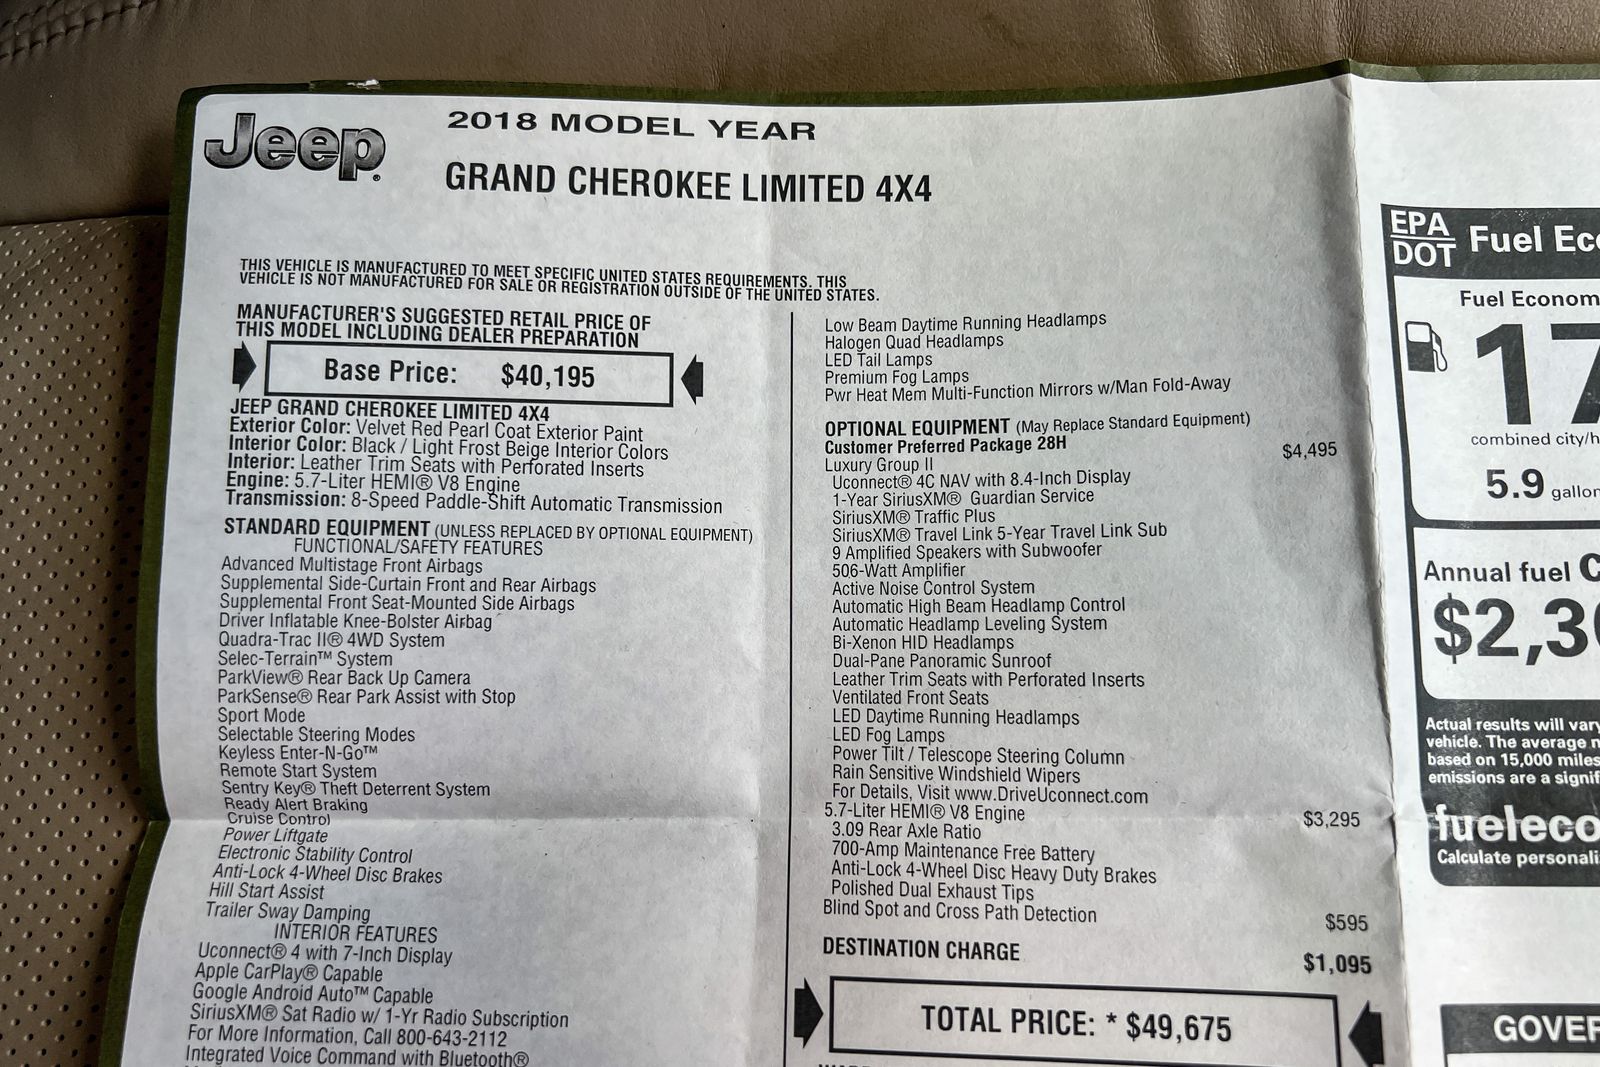 Jeep
2018 MODEL YEAR
GRAND CHEROKEE LIMITED 4X4
THIS VEHICLE IS MANUFACTURED TO MEET SPECIFIC UNITED STATES REQUIREMENTS. THIS
VEHICLE IS NOT MANUFACTURED FOR SALE OR REGISTRATION OUTSIDE OF THE UNITED STATES.
MANUFACTURER'S SUGGESTED RETAIL PRICE OF
THIS MODEL INCLUDING DEALER PREPARATION
Base Price: $40,195
JEEP GRAND CHEROKEE LIMITED 4X4
Exterior Color: Velvet Red Pearl Coat Exterior Paint
Interior Color: Black / Light Frost Beige Interior Colors
Interior: Leather Trim Seats with Perforated Inserts
Engine: 5.7-Liter HEMI® V8 Engine
Transmission: 8-Speed Paddle-Shift Automatic Transmission
STANDARD EQUIPMENT (UNLESS REPLACED BY OPTIONAL EQUIPMENT)
FUNCTIONAL/SAFETY FEATURES
Advanced Multistage Front Airbags
Supplemental Side-Curtain Front and Rear Airbags
Supplemental Front Seat-Mounted Side Airbags
Driver Inflatable Knee-Bolster Airbag
Quadra-Trac II® 4WD System
Selec-Terrain™ System
ParkView® Rear Back Up Camera
ParkSense® Rear Park Assist with Stop
Sport Mode
Selectable Steering Modes
Keyless Enter-N-Go™
Remote Start System
Sentry Key® Theft Deterrent System
Ready Alert Braking
Cruise Control
Power Liftgate
Electronic Stability Control
Anti-Lock 4-Wheel Disc Brakes
Hill Start Assist
Trailer Sway Damping
INTERIOR FEATURES
Uconnect® 4 with 7-Inch Display
Apple CarPlay® Capable
Google Android Auto™ Capable
SiriusXM® Sat Radio w/ 1-Yr Radio Subscription
For More Information, Call 800-643-2112
Integrated Voice Command with Bluetooth®
Low Beam Daytime Running Headlamps
Halogen Quad Headlamps
LED Tail Lamps
Premium Fog Lamps
Pwr Heat Mem Multi-Function Mirrors w/Man Fold-Away
OPTIONAL EQUIPMENT (May Replace Standard Equipment)
Customer Preferred Package 28H $4,495
Luxury Group II
Uconnect® 4C NAV with 8.4-Inch Display
1-Year SiriusXM® Guardian Service
SiriusXM® Traffic Plus
SiriusXM® Travel Link 5-Year Travel Link Sub
9 Amplified Speakers with Subwoofer
506-Watt Amplifier
Active Noise Control System
Automatic High Beam Headlamp Control
Automatic Headlamp Leveling System
Bi-Xenon HID Headlamps
Dual-Pane Panoramic Sunroof
Leather Trim Seats with Perforated Inserts
Ventilated Front Seats
LED Daytime Running Headlamps
LED Fog Lamps
Power Tilt / Telescope Steering Column
Rain Sensitive Windshield Wipers
For Details, Visit www.DriveUconnect.com
5.7-Liter HEMI® V8 Engine $3,295
3.09 Rear Axle Ratio
700-Amp Maintenance Free Battery
Anti-Lock 4-Wheel Disc Heavy Duty Brakes
Polished Dual Exhaust Tips
Blind Spot and Cross Path Detection $595
DESTINATION CHARGE $1,095
TOTAL PRICE: * $49,675
EPA
DOT
Fuel Ec
Fuel Econom
17
combined city/h
5.9 gallon
Annual fuel
$2,3
Actual results will vary
vehicle. The average n
based on 15,000 miles
emissions are a signif
fueleco
Calculate personali
GOVER